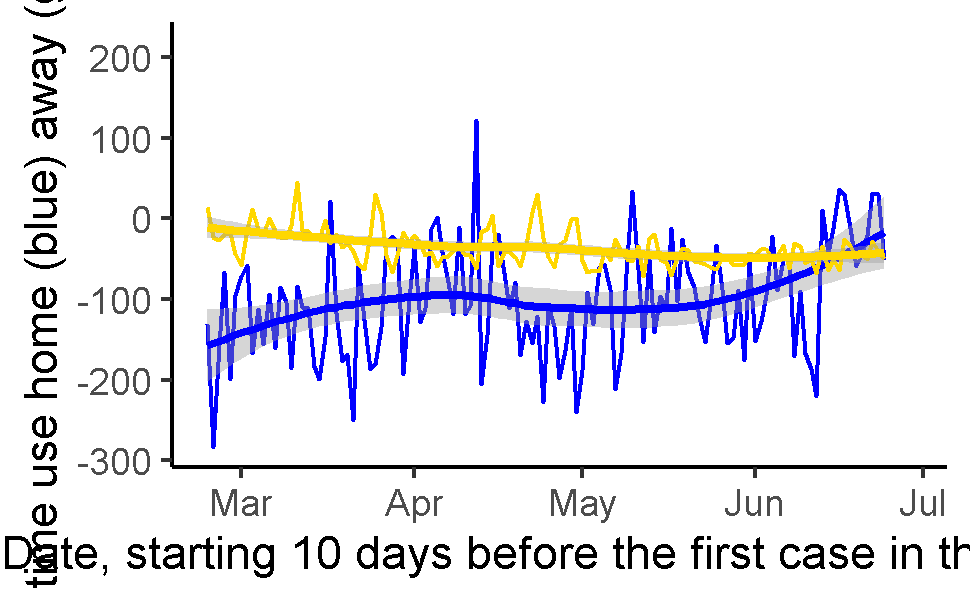 time use home (blue) away (
200
100
0
-100
-200
-300
Mar Apr May Jun Jul
Date, starting 10 days before the first case in th